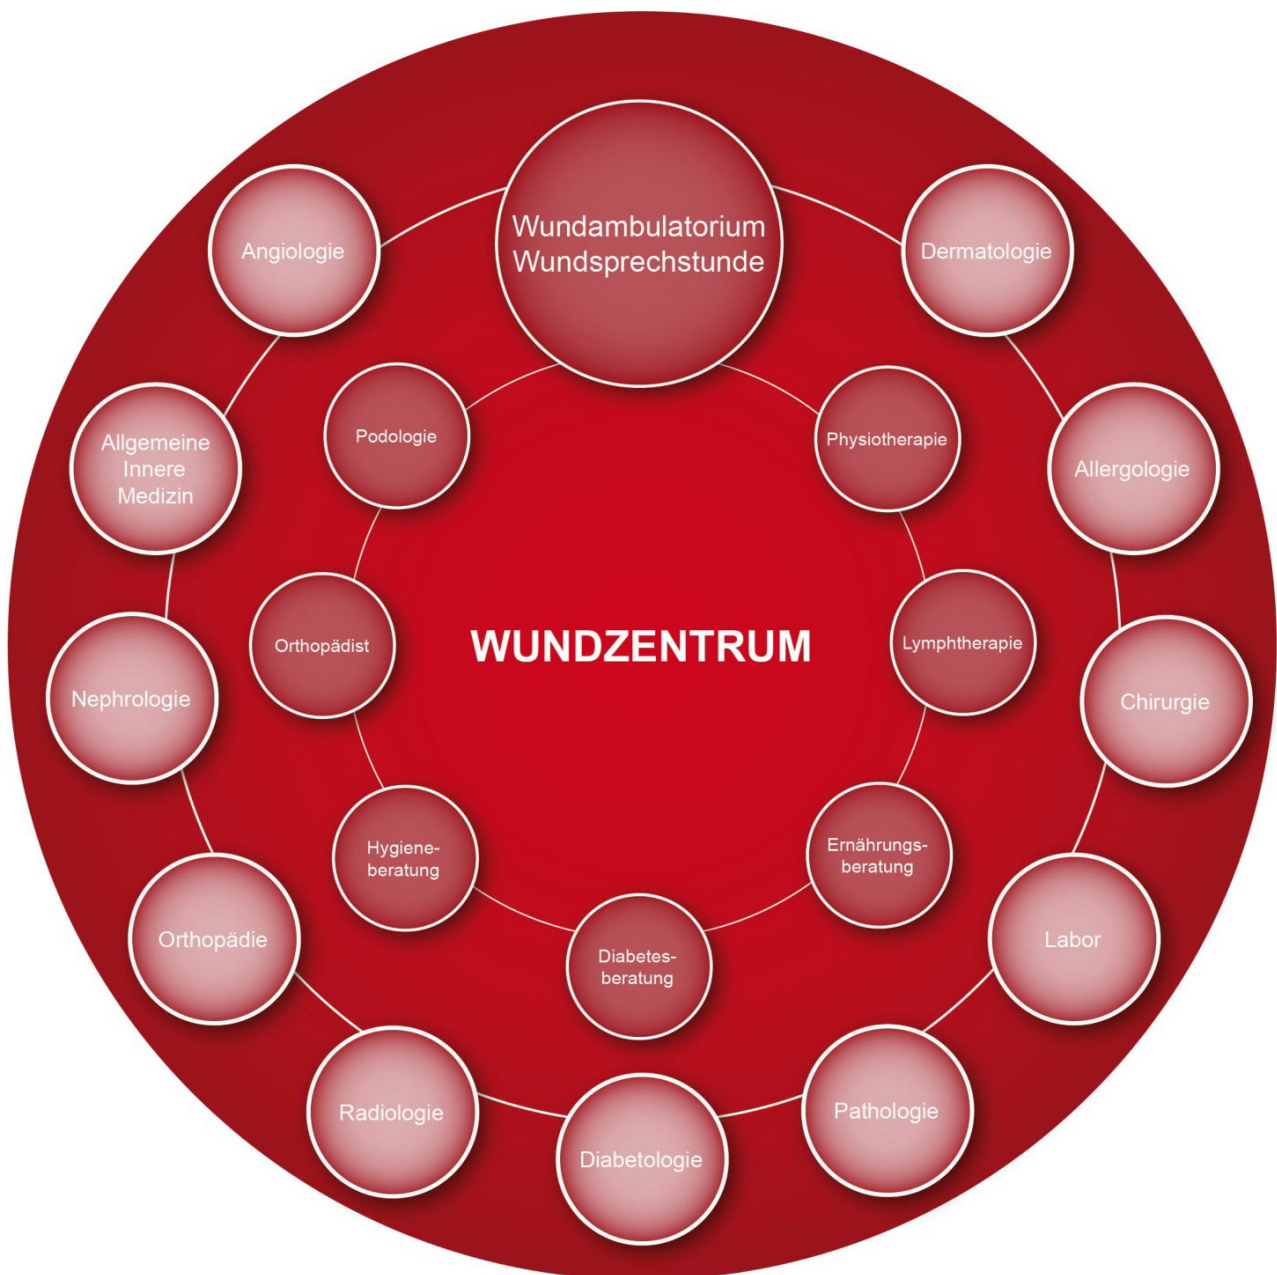 Wundambulatorium
Wundsprechstunde
Angiologie
Dermatologie
Podologie
Physiotherapie
Allgemeine
Innere
Medizin
Allergologie
Orthopädist
WUNDZENTRUM
Lymphtherapie
Nephrologie
Chirurgie
Hygiene-
beratung
Ernährungs-
beratung
Orthopädie
Labor
Diabetes-
beratung
Radiologie
Pathologie
Diabetologie